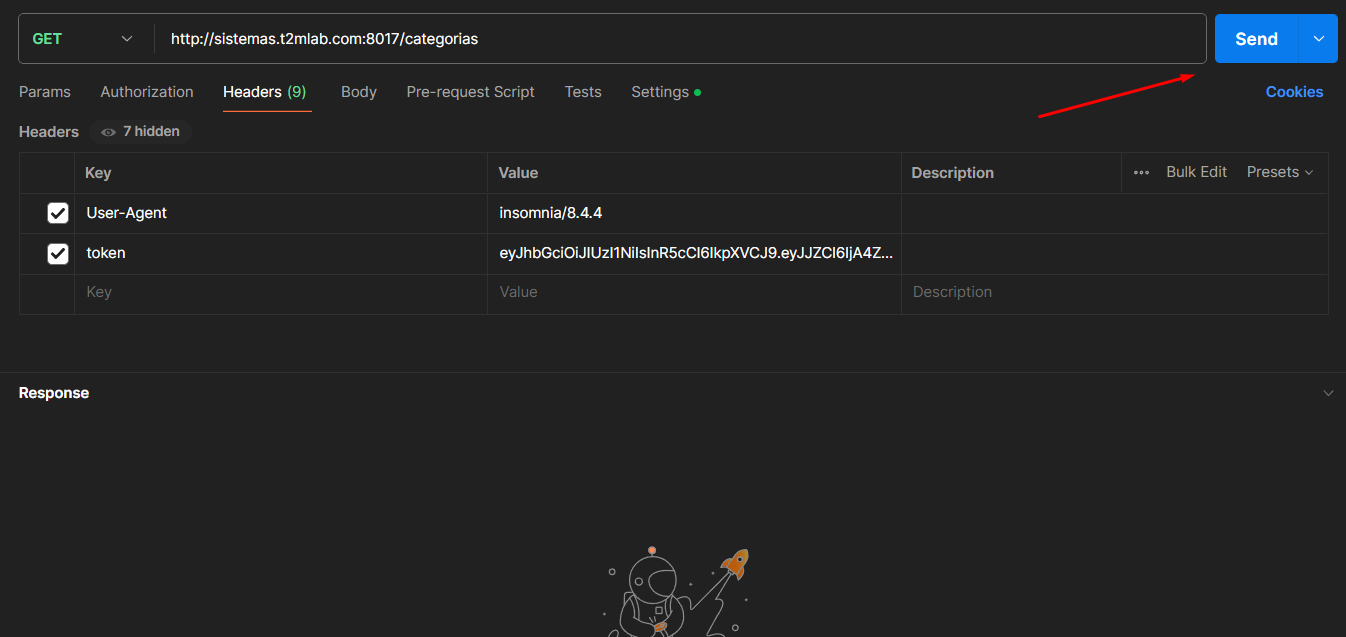 GET http://sistemas.t2mlab.com:8017/categorias Send
Params Authorization Headers (9) Body Pre-request Script Tests Settings Cookies
Headers 7 hidden
Key Value Description Bulk Edit Presets
User-Agent insomnia/8.4.4
token eyJhbGciOiJIUzI1NiIsInR5cCI6IkpXVCJ9.eyJJZCI6IjA4Z...
Key Value Description
Response